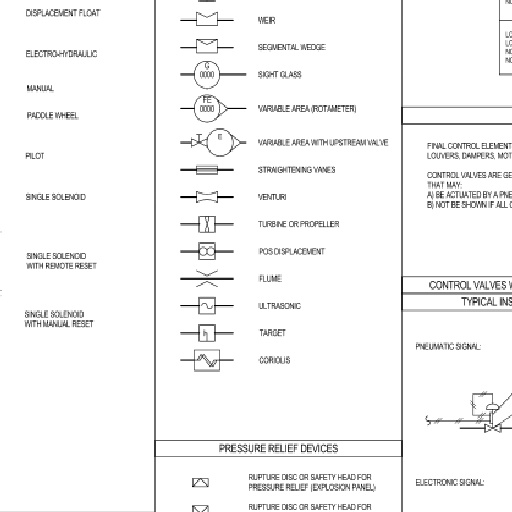 DISPLACEMENT FLOAT
ELECTRO-HYDRAULIC
MANUAL
PADDLE WHEEL
PILOT
SINGLE SOLENOID
SINGLE SOLENOID
WITH REMOTE RESET
SINGLE SOLENOID
WITH MANUAL RESET
WEIR
SEGMENTAL WEDGE
G
0000
SIGHT GLASS
FE
0000
VARIABLE AREA (ROTAMETER)
VARIABLE AREA WITH UPSTREAM VALVE
STRAIGHTENING VANES
VENTURI
TURBINE OR PROPELLER
POS DISPLACEMENT
FLUME
ULTRASONIC
TARGET
CORIOLIS
PRESSURE RELIEF DEVICES
RUPTURE DISC OR SAFETY HEAD FOR
PRESSURE RELIEF (EXPLOSION PANEL)
RUPTURE DISC OR SAFETY HEAD FOR
FINAL CONTROL ELEMENT
LOUVERS, DAMPERS, MOT
CONTROL VALVES ARE GE
THAT MAY:
A) BE ACTUATED BY A PNE
B) NOT BE SHOWN IF ALL C
CONTROL VALVES W
TYPICAL INS
PNEUMATIC SIGNAL:
ELECTRONIC SIGNAL: